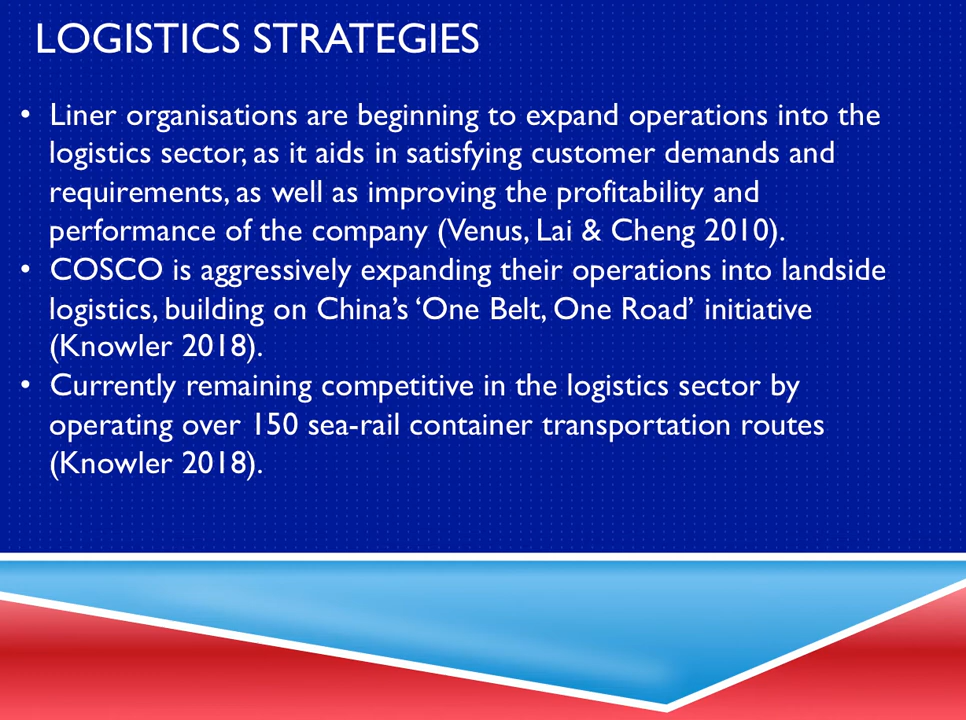 LOGISTICS STRATEGIES
• Liner organisations are beginning to expand operations into the
logistics sector, as it aids in satisfying customer demands and
requirements, as well as improving the profitability and
performance of the company (Venus, Lai & Cheng 2010).
• COSCO is aggressively expanding their operations into landside
logistics, building on China’s ‘One Belt, One Road’ initiative
(Knowler 2018).
• Currently remaining competitive in the logistics sector by
operating over 150 sea-rail container transportation routes
(Knowler 2018).